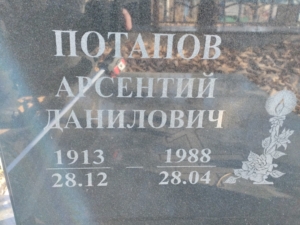 ПОТАПОВ
АРСЕНТИЙ
ДАНИЛОВИЧ
1913 — 1988
28.12 28.04